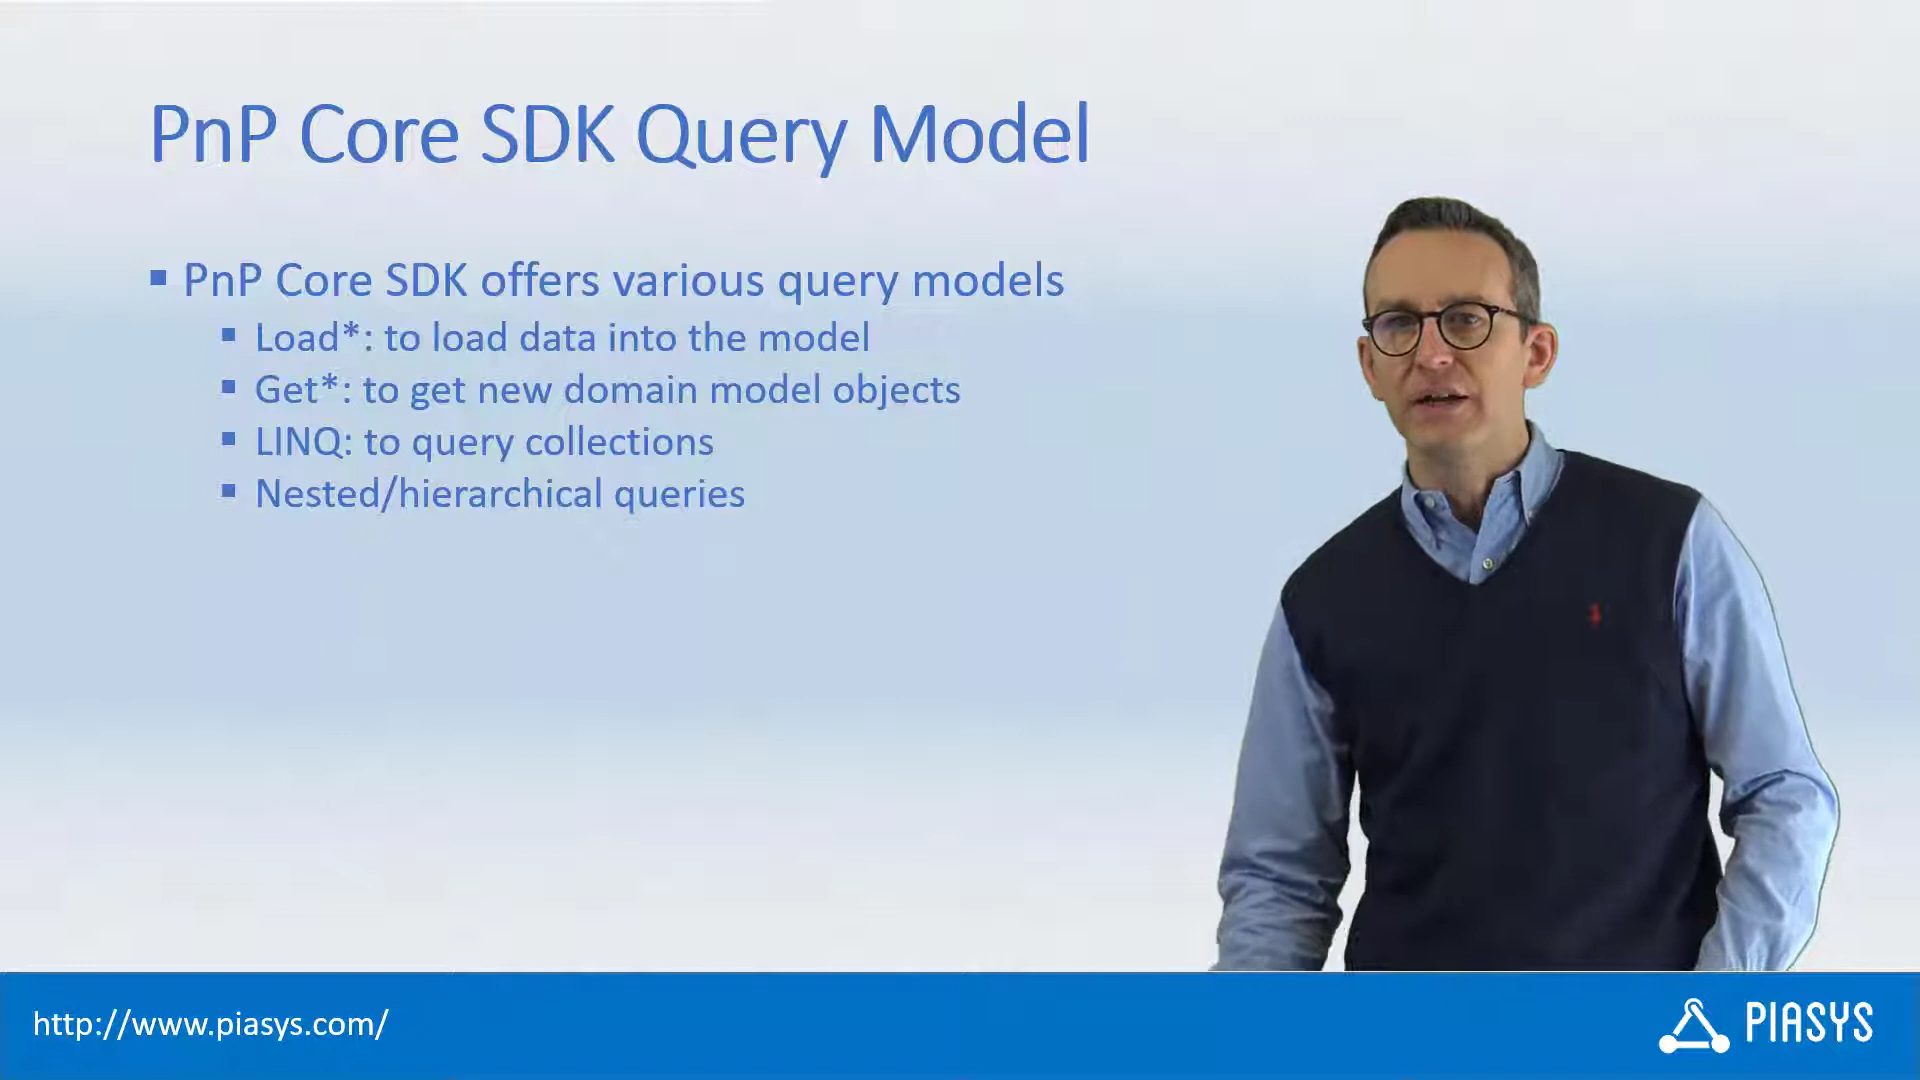 PnP Core SDK Query Model
▪ PnP Core SDK offers various query models
▪ Load*: to load data into the model
▪ Get*: to get new domain model objects
▪ LINQ: to query collections
▪ Nested/hierarchical queries
http://www.piasys.com/
PIASYS